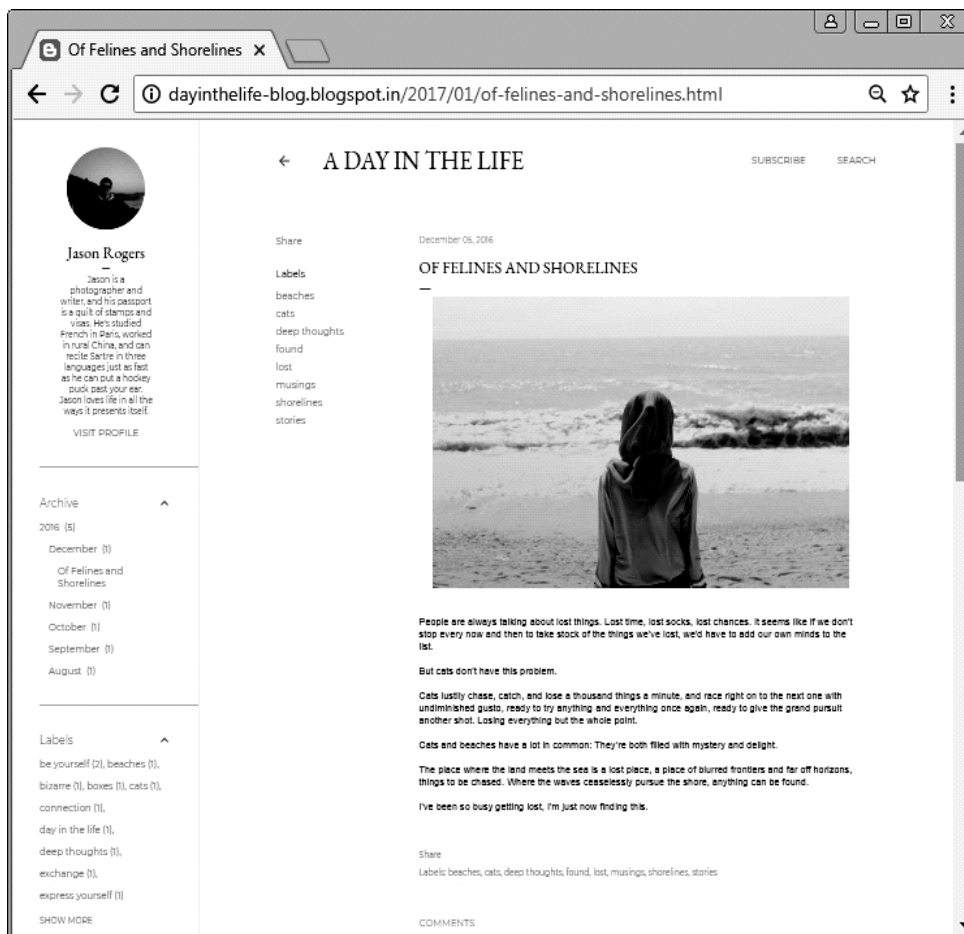 Of Felines and Shorelines
dayinthelife-blog.blogspot.in/2017/01/of-felines-and-shorelines.html
A DAY IN THE LIFE
SUBSCRIBE
SEARCH
Jason Rogers
Jason is a
photographer and
writer, and his passport
is a quilt of stamps and
visas. He's studied
French in Paris, worked
in rural China, and can
recite Sartre in three
languages just as fast
as he can put a hockey
puck past your ear.
Jason loves life in all the
ways it presents itself.
VISIT PROFILE
Archive
2016 (5)
December (1)
Of Felines and
Shorelines
November (1)
October (1)
September (1)
August (1)
Labels
be yourself (2), beaches (1),
bizarre (1), boxes (1), cats (1),
connection (1),
day in the life (1),
deep thoughts (1),
exchange (1),
express yourself (1)
SHOW MORE
Share
Labels
beaches
cats
deep thoughts
found
lost
musings
shorelines
stories
December 05, 2016
OF FELINES AND SHORELINES
People are always talking about lost things. Lost time, lost socks, lost chances. It seems like if we don't
stop every now and then to take stock of the things we've lost, we'd have to add our own minds to the
list.
But cats don't have this problem.
Cats lustily chase, catch, and lose a thousand things a minute, and race right on to the next one with
undiminished gusto, ready to try anything and everything once again, ready to give the grand pursuit
another shot. Losing everything but the whole point.
Cats and beaches have a lot in common: They're both filled with mystery and delight.
The place where the land meets the sea is a lost place, a place of blurred frontiers and far off horizons,
things to be chased. Where the waves ceaselessly pursue the shore, anything can be found.
I've been so busy getting lost, I'm just now finding this.
Share
Labels: beaches, cats, deep thoughts, found, lost, musings, shorelines, stories
COMMENTS